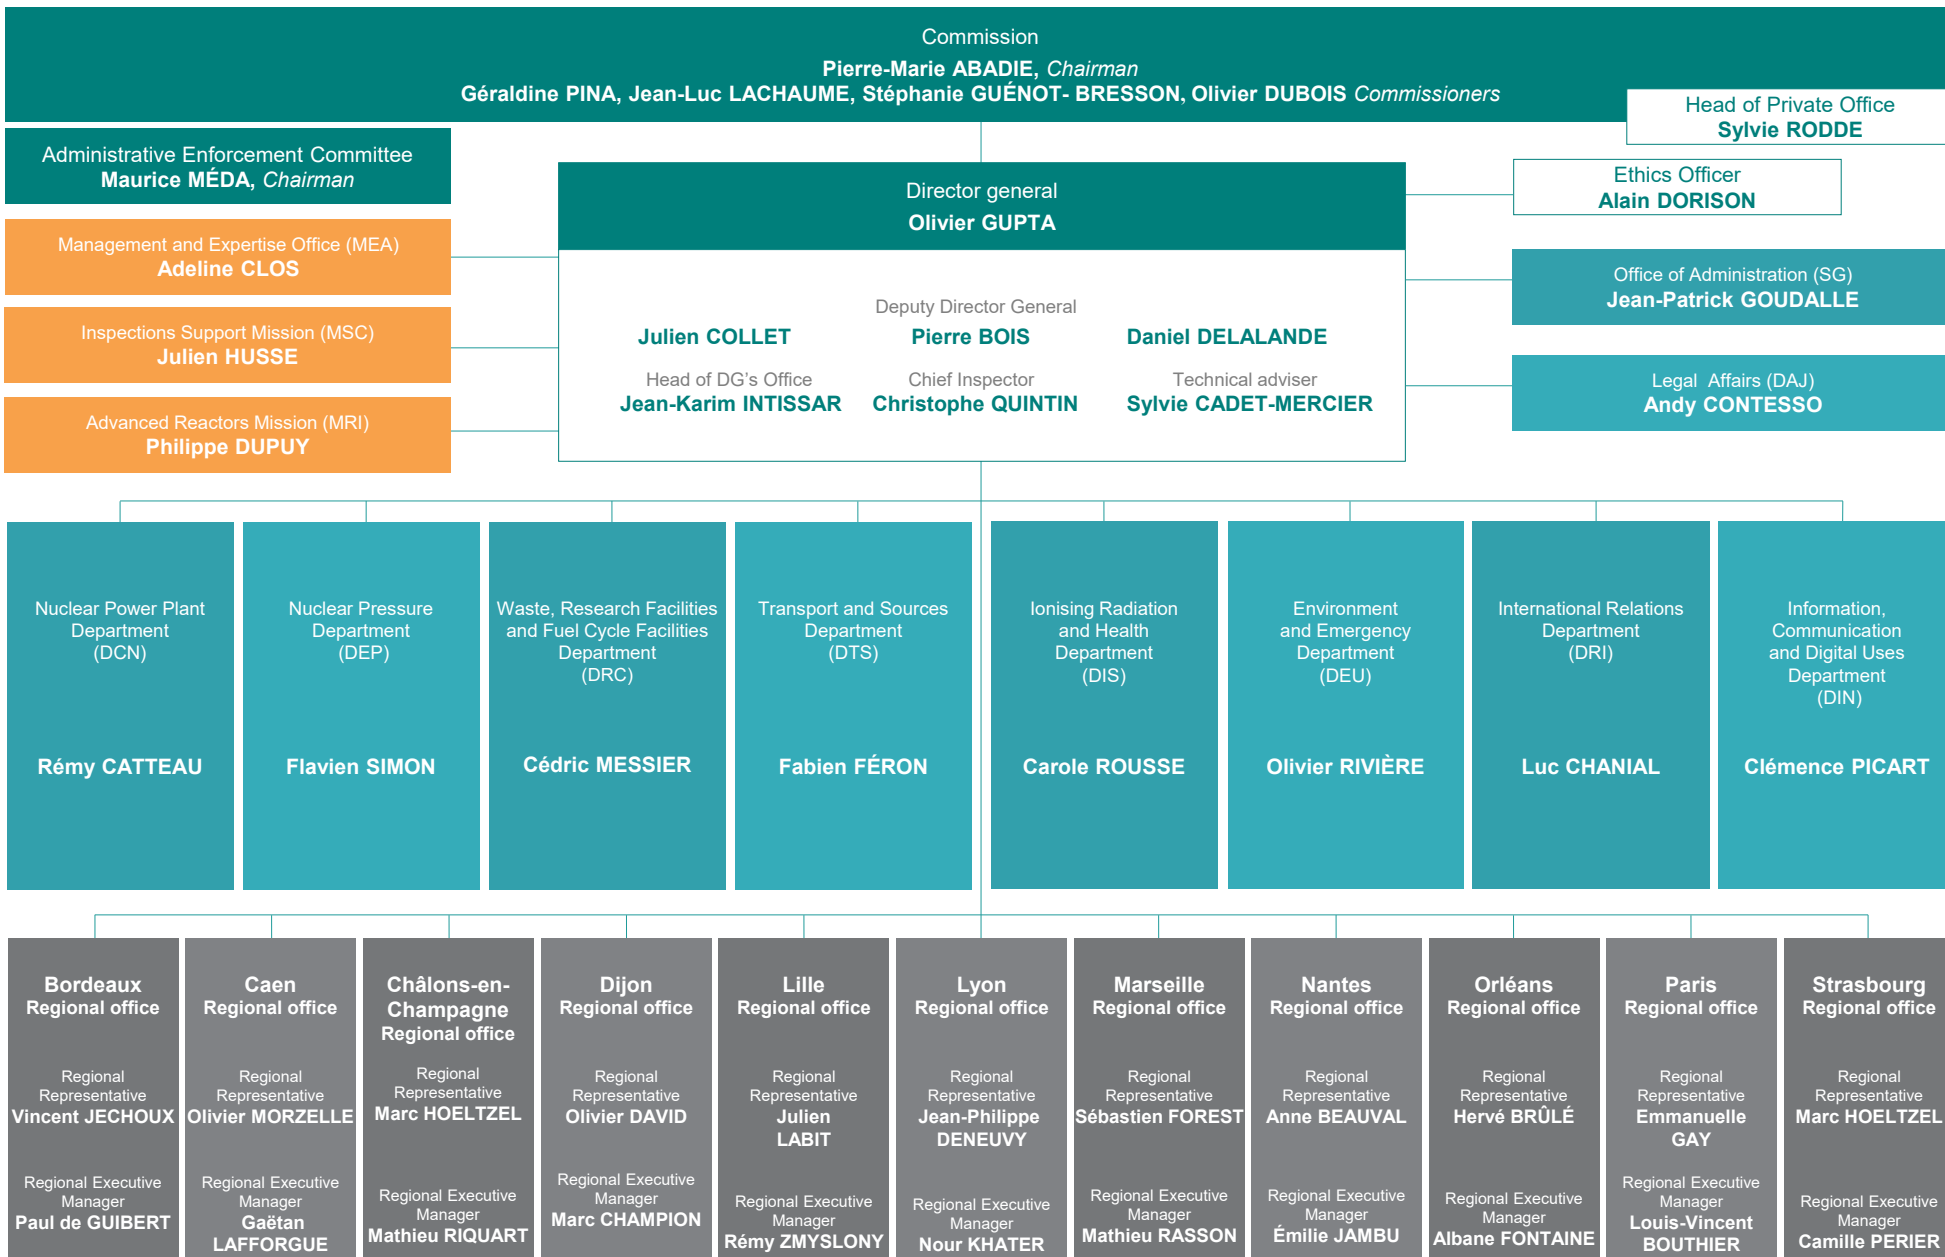 Commission
Pierre-Marie ABADIE, Chairman
Géraldine PINA, Jean-Luc LACHAUME, Stéphanie GUÉNOT- BRESSON, Olivier DUBOIS Commissioners
Head of Private Office
Sylvie RODDE
Administrative Enforcement Committee
Maurice MÉDA, Chairman
Director general
Olivier GUPTA
Ethics Officer
Alain DORISON
Management and Expertise Office (MEA)
Adeline CLOS
Inspections Support Mission (MSC)
Julien HUSSE
Advanced Reactors Mission (MRI)
Philippe DUPUY
Deputy Director General
Julien COLLET
Pierre BOIS
Daniel DELALANDE
Head of DG's Office
Jean-Karim INTISSAR
Chief Inspector
Christophe QUINTIN
Technical adviser
Sylvie CADET-MERCIER
Office of Administration (SG)
Jean-Patrick GOUDALLE
Legal Affairs (DAJ)
Andy CONTESSO
Nuclear Power Plant
Department
(DCN)
Rémy CATTEAU
Nuclear Pressure
Department
(DEP)
Flavien SIMON
Waste, Research Facilities
and Fuel Cycle Facilities
Department
(DRC)
Cédric MESSIER
Transport and Sources
Department
(DTS)
Fabien FÉRON
Ionising Radiation
and Health
Department
(DIS)
Carole ROUSSE
Environment
and Emergency
Department
(DEU)
Olivier RIVIÈRE
International Relations
Department
(DRI)
Luc CHANIAL
Information,
Communication
and Digital Uses
Department
(DIN)
Clémence PICART
Bordeaux
Regional office
Regional
Representative
Vincent JECHOUX
Regional Executive
Manager
Paul de GUIBERT
Caen
Regional office
Regional
Representative
Olivier MORZELLE
Regional Executive
Manager
Gaëtan
LAFFORGUE
Châlons-en-
Champagne
Regional office
Regional
Representative
Marc HOELTZEL
Regional Executive
Manager
Mathieu RIQUART
Dijon
Regional office
Regional
Representative
Olivier DAVID
Regional Executive
Manager
Marc CHAMPION
Lille
Regional office
Regional
Representative
Julien
LABIT
Regional Executive
Manager
Rémy ZMYSLONY
Lyon
Regional office
Regional
Representative
Jean-Philippe
DENEUVY
Regional Executive
Manager
Nour KHATER
Marseille
Regional office
Regional
Representative
Sébastien FOREST
Regional Executive
Manager
Mathieu RASSON
Nantes
Regional office
Regional
Representative
Anne BEAUVAL
Regional Executive
Manager
Émilie JAMBU
Orléans
Regional office
Regional
Representative
Hervé BRÛLÉ
Regional Executive
Manager
Albane FONTAINE
Paris
Regional office
Regional
Representative
Emmanuelle
GAY
Regional Executive
Manager
Louis-Vincent
BOUTHIER
Strasbourg
Regional office
Regional
Representative
Marc HOELTZEL
Regional Executive
Manager
Camille PERIER